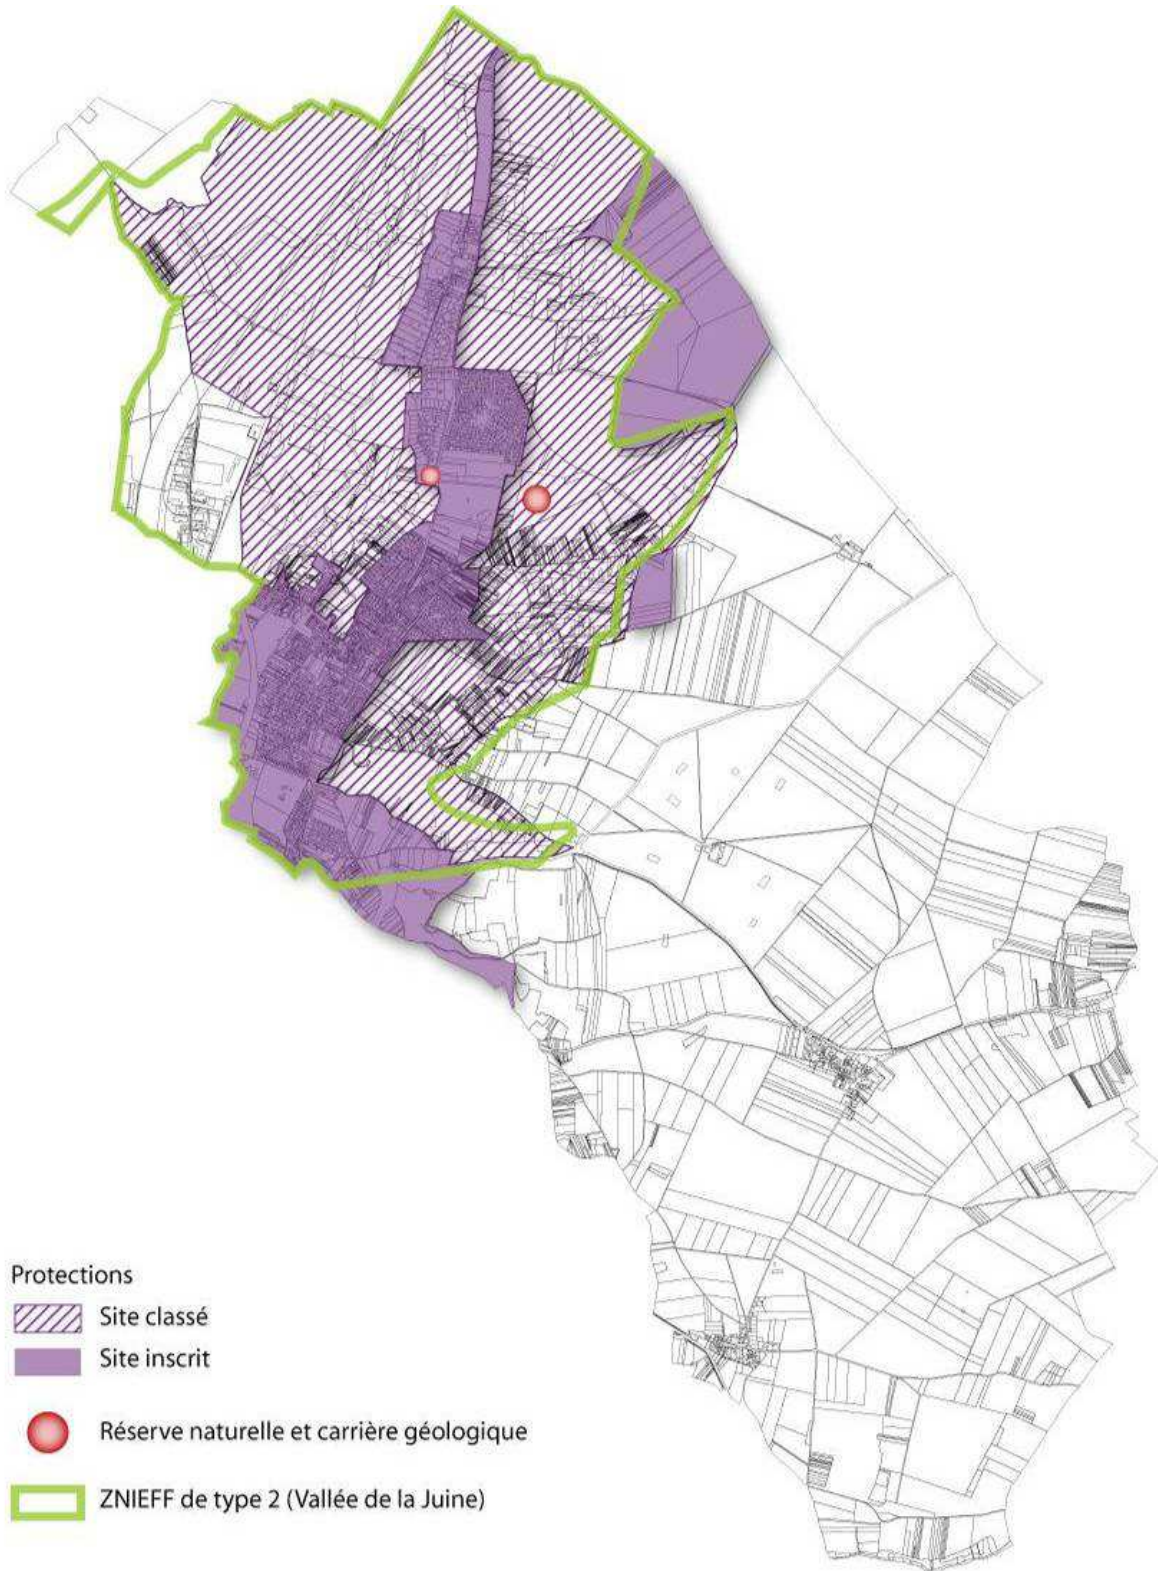 Protections
Site classé
Site inscrit
Réserve naturelle et carrière géologique
ZNIEFF de type 2 (Vallée de la Juine)